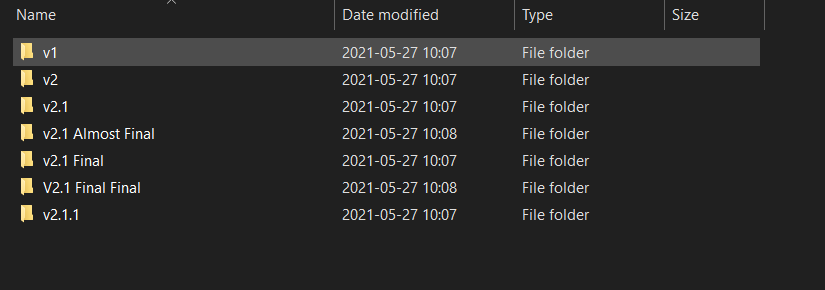 Name Date modified Type Size
v1 2021-05-27 10:07 File folder
v2 2021-05-27 10:07 File folder
v2.1 2021-05-27 10:07 File folder
v2.1 Almost Final 2021-05-27 10:08 File folder
v2.1 Final 2021-05-27 10:07 File folder
V2.1 Final Final 2021-05-27 10:08 File folder
v2.1.1 2021-05-27 10:07 File folder